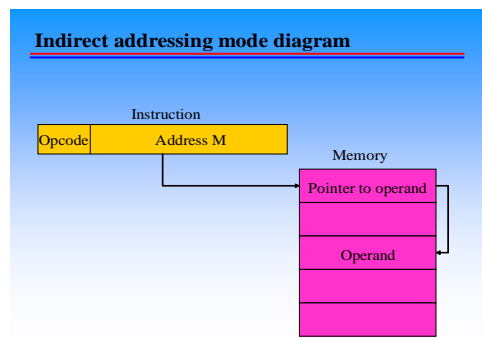 Indirect addressing mode diagram
Instruction
Opcode Address M
Memory
Pointer to operand
Operand